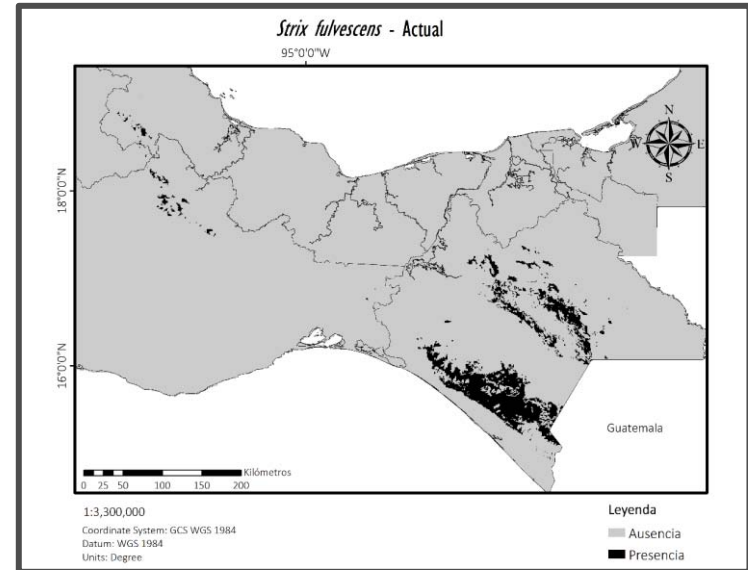 Strix fulvescens - Actual
95°0'0"W
N
W
E
S
18°0'0"N
16°0'0"N
Guatemala
Kilómetros
0 25 50 100 150 200
1:3,300,000
Coordinate System: GCS WGS 1984
Datum: WGS 1984
Units: Degree
Leyenda
Ausencia
Presencia